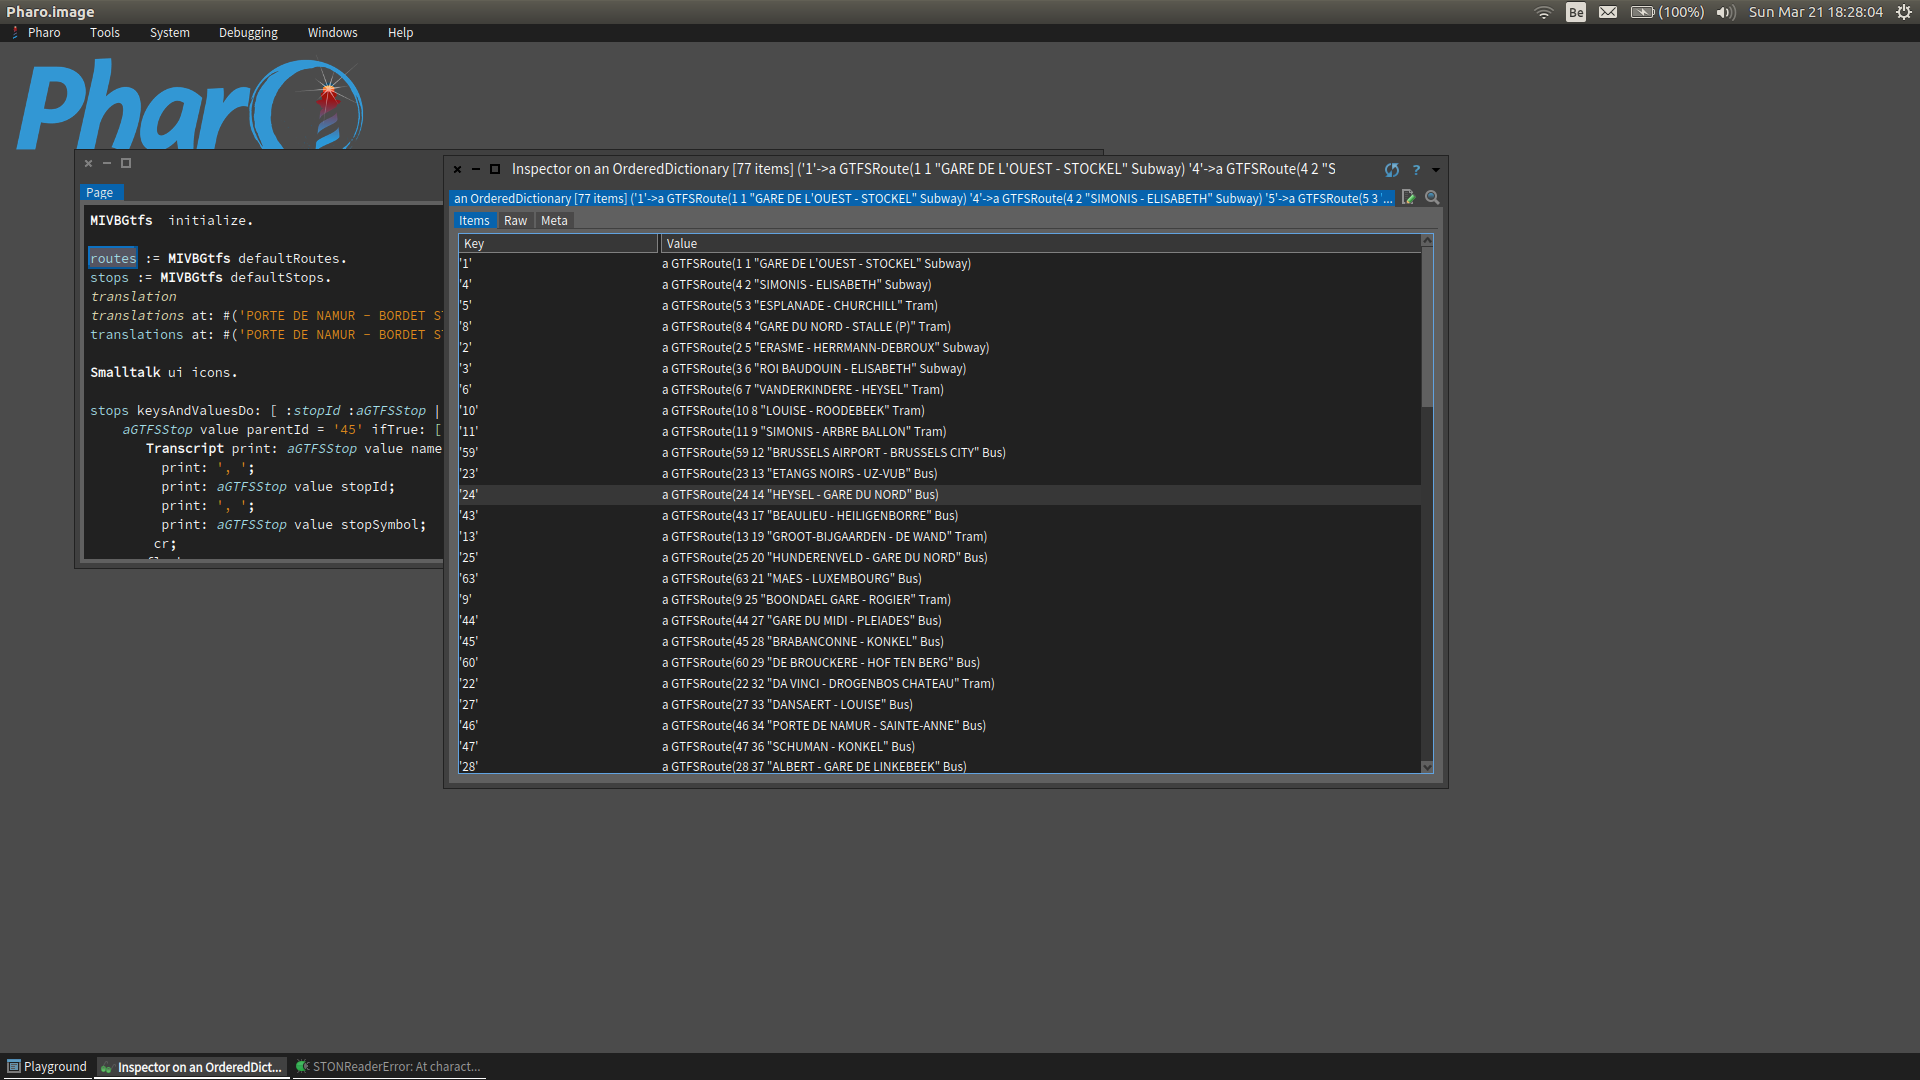 Pharo.image
Be
(100%)
Sun Mar 21 18:28:04
Pharo
Tools
System
Debugging
Windows
Help
Pharo
Page
MIVBGtfs initialize.
routes := MIVBGtfs defaultRoutes.
stops := MIVBGtfs defaultStops.
translation
translations at: #('PORTE DE NAMUR - BORDET
translations at: #('PORTE DE NAMUR - BORDET
Smalltalk ui icons.
stops keysAndValuesDo: [ :stopId :aGTFSStop |
aGTFSStop value parentId = '45' ifTrue: [
Transcript print: aGTFSStop value name
print: ', ';
print: aGTFSStop value stopId;
print: ', ';
print: aGTFSStop value stopSymbol;
cr;
Inspector on an OrderedDictionary [77 items] ('1'->a GTFSRoute(1 1 "GARE DE L'OUEST - STOCKEL" Subway) '4'->a GTFSRoute(4 2 "S
?
an OrderedDictionary [77 items] ('1'->a GTFSRoute(1 1 "GARE DE L'OUEST - STOCKEL" Subway) '4'->a GTFSRoute(4 2 "SIMONIS - ELISABETH" Subway) '5'->a GTFSRoute(5 3 '...
Items
Raw
Meta
Key Value
'1' a GTFSRoute(1 1 "GARE DE L'OUEST - STOCKEL" Subway)
'4' a GTFSRoute(4 2 "SIMONIS - ELISABETH" Subway)
'5' a GTFSRoute(5 3 "ESPLANADE - CHURCHILL" Tram)
'8' a GTFSRoute(8 4 "GARE DU NORD - STALLE (P)" Tram)
'2' a GTFSRoute(2 5 "ERASME - HERRMANN-DEBROUX" Subway)
'3' a GTFSRoute(3 6 "ROI BAUDOUIN - ELISABETH" Subway)
'6' a GTFSRoute(6 7 "VANDERKINDERE - HEYSEL" Tram)
'10' a GTFSRoute(10 8 "LOUISE - ROODEBEEK" Tram)
'11' a GTFSRoute(11 9 "SIMONIS - ARBRE BALLON" Tram)
'59' a GTFSRoute(59 12 "BRUSSELS AIRPORT - BRUSSELS CITY" Bus)
'23' a GTFSRoute(23 13 "ETANGS NOIRS - UZ-VUB" Bus)
'24' a GTFSRoute(24 14 "HEYSEL - GARE DU NORD" Bus)
'43' a GTFSRoute(43 17 "BEAULIEU - HEILIGENBORRE" Bus)
'13' a GTFSRoute(13 19 "GROOT-BIJGAARDEN - DE WAND" Tram)
'25' a GTFSRoute(25 20 "HUNDERENVELD - GARE DU NORD" Bus)
'63' a GTFSRoute(63 21 "MAES - LUXEMBOURG" Bus)
'9' a GTFSRoute(9 25 "BOONDAEL GARE - ROGIER" Tram)
'44' a GTFSRoute(44 27 "GARE DU MIDI - PLEIADES" Bus)
'45' a GTFSRoute(45 28 "BRABANCONNE - KONKEL" Bus)
'60' a GTFSRoute(60 29 "DE BROUCKERE - HOF TEN BERG" Bus)
'22' a GTFSRoute(22 32 "DA VINCI - DROGENBOS CHATEAU" Tram)
'27' a GTFSRoute(27 33 "DANSAERT - LOUISE" Bus)
'46' a GTFSRoute(46 34 "PORTE DE NAMUR - SAINTE-ANNE" Bus)
'47' a GTFSRoute(47 36 "SCHUMAN - KONKEL" Bus)
'28' a GTFSRoute(28 37 "ALBERT - GARE DE LINKEBEEK" Bus)
Playground
Inspector on an OrderedDict...
STONReaderError: At charact...